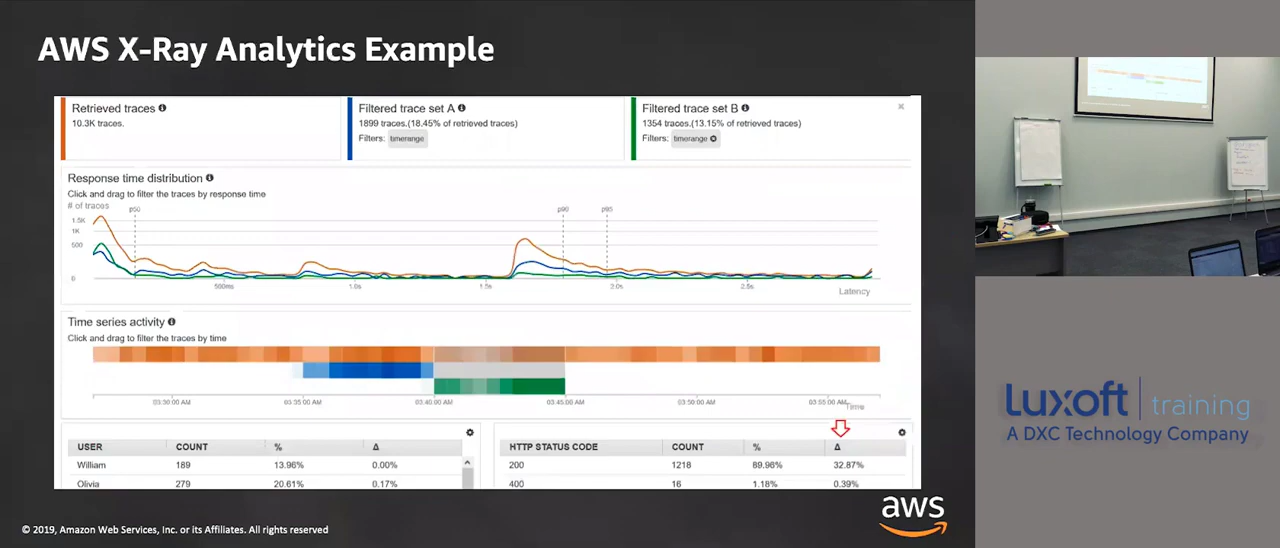 AWS X-Ray Analytics Example
Retrieved traces
10.3K traces.
Filtered trace set A
1899 traces.(18.45% of retrieved traces)
Filters: timerange
Filtered trace set B
1354 traces.(13.15% of retrieved traces)
Filters: timerange
Response time distribution
Click and drag to filter the traces by response time
# of traces
p50
p90
p95
1.5K
1K
500
0
500ms
1.0s
1.5s
2.0s
2.5s
Latency
Time series activity
Click and drag to filter the traces by time
03:30:00 AM
03:35:00 AM
03:40:00 AM
03:45:00 AM
03:50:00 AM
03:55:00 AM
Time
USER COUNT % Δ
William 189 13.96% 0.00%
Olivia 279 20.61% 0.17%
HTTP STATUS CODE COUNT % Δ
200 1218 89.96% 32.87%
400 16 1.18% 0.39%
aws
© 2019, Amazon Web Services, Inc. or its Affiliates. All rights reserved
Luxoft training
A DXC Technology Company